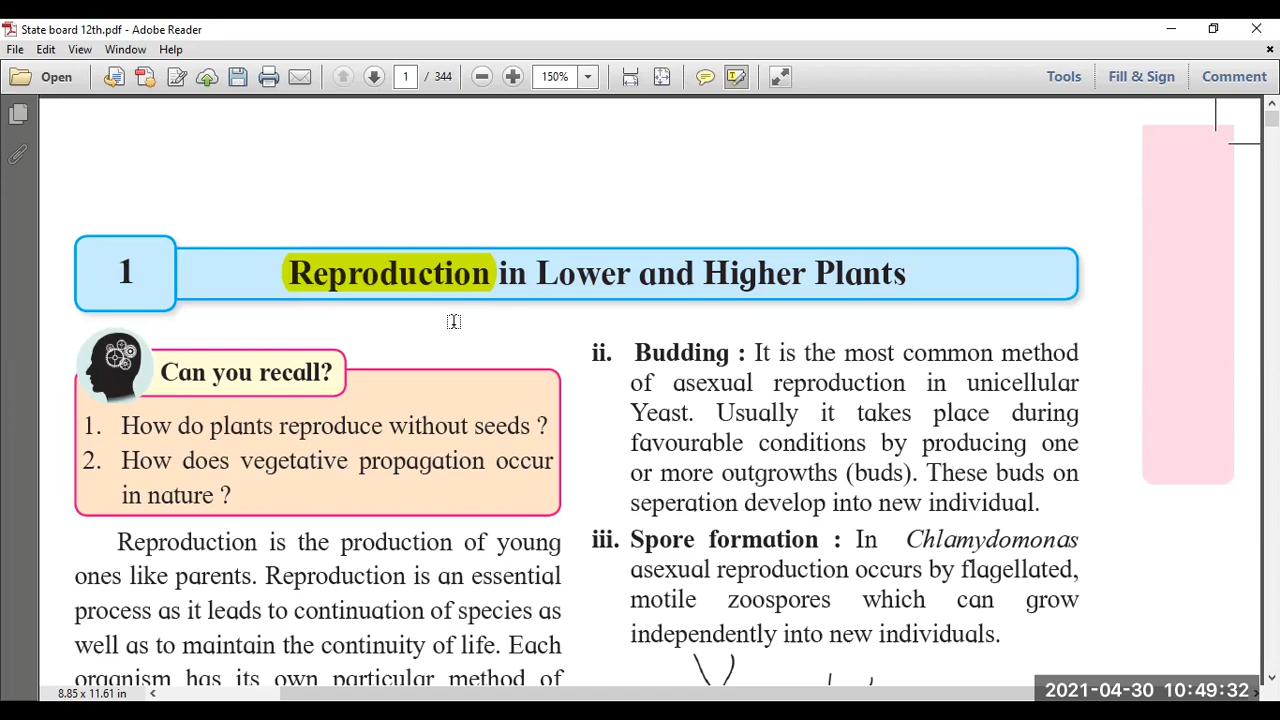 State board 12th.pdf - Adobe Reader
File Edit View Window Help
Open 1 / 344 150% Tools Fill & Sign Comment
1 Reproduction in Lower and Higher Plants
Can you recall?
1. How do plants reproduce without seeds ?
2. How does vegetative propagation occur
in nature ?
Reproduction is the production of young
ones like parents. Reproduction is an essential
process as it leads to continuation of species as
well as to maintain the continuity of life. Each
organism has its own particular method of
ii. Budding : It is the most common method
of asexual reproduction in unicellular
Yeast. Usually it takes place during
favourable conditions by producing one
or more outgrowths (buds). These buds on
seperation develop into new individual.
iii. Spore formation : In Chlamydomonas
asexual reproduction occurs by flagellated,
motile zoospores which can grow
independently into new individuals.
8.85 x 11.61 in
2021-04-30 10:49:32